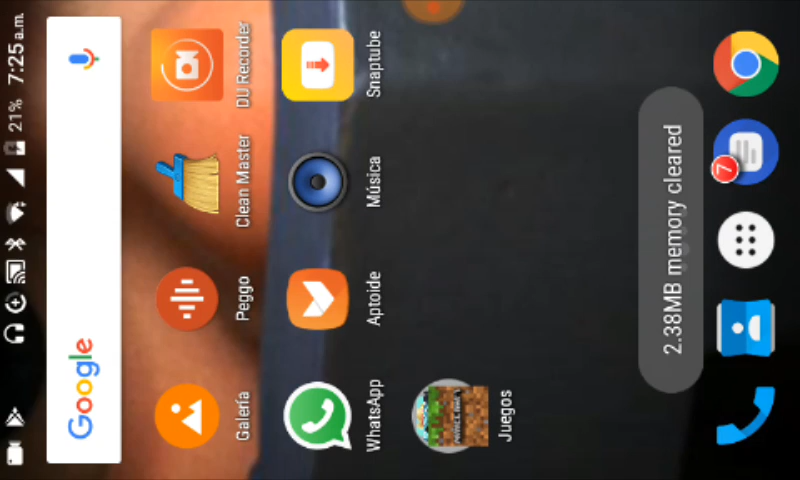 21% 7:25 a.m.
Google
Galería
Peggo
Clean Master
DU Recorder
WhatsApp
Aptoide
Música
Snaptube
Juegos
2.38MB memory cleared
7